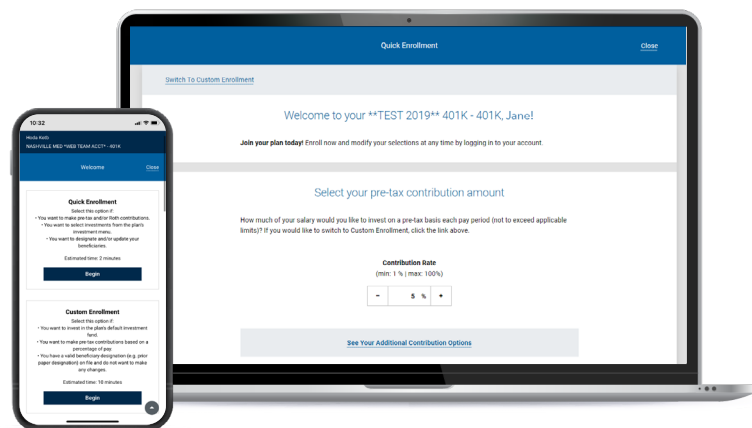 Quick Enrollment
Close
Switch To Custom Enrollment
Welcome to your **TEST 2019** 401K - 401K, Jane!
Join your plan today! Enroll now and modify your selections at any time by logging in to your account.
Select your pre-tax contribution amount
How much of your salary would you like to invest on a pre-tax basis each pay period (not to exceed applicable
limits)? If you would like to switch to Custom Enrollment, click the link above.
Contribution Rate
(min: 1 % | max: 100%)
- 5 % +
See Your Additional Contribution Options
10:32
Hoda Kotb
NASHVILLE MED *WEB TEAM ACCT* - 401K
Welcome
Close
Quick Enrollment
Select this option if:
• You want to make pre-tax and/or Roth contributions.
• You want to select investments from the plan's
investment menu.
• You want to designate and/or update your
beneficiaries.
Estimated time: 2 minutes
Begin
Custom Enrollment
Select this option if:
• You want to invest in the plan's default investment
fund.
• You want to make pre-tax contributions based on a
percentage of pay.
• You have a valid beneficiary designation (e.g. prior
paper designation) on file and do not want to make
any changes.
Estimated time: 10 minutes
Begin